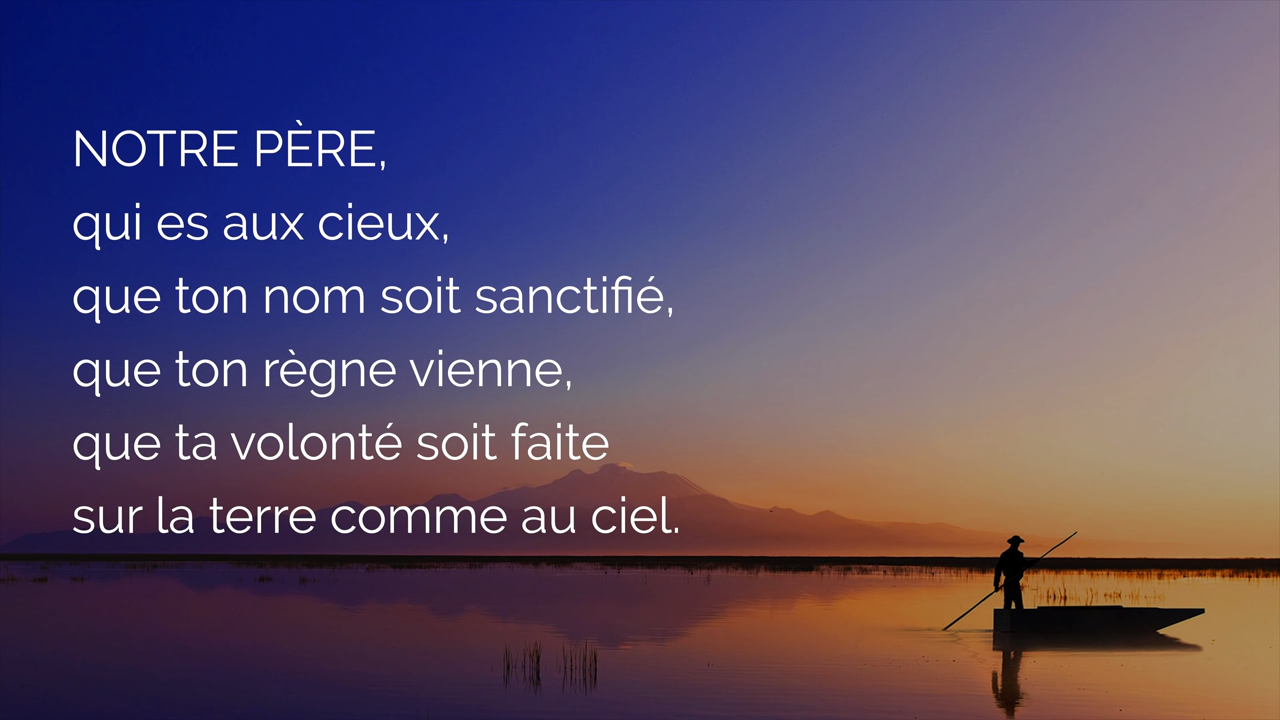 NOTRE PÈRE,
qui es aux cieux,
que ton nom soit sanctifié,
que ton règne vienne,
que ta volonté soit faite
sur la terre comme au ciel.